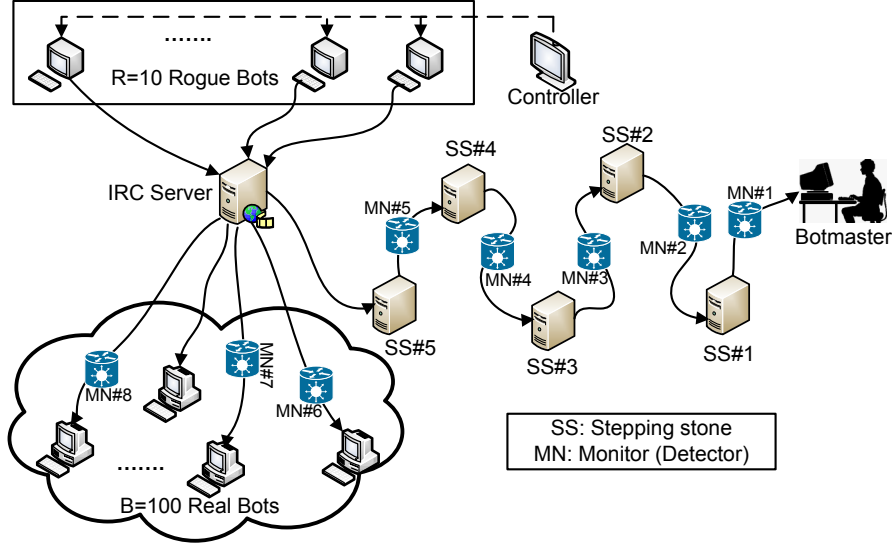 .......
R=10 Rogue Bots
Controller
IRC Server
SS#4
SS#2
MN#1
MN#5
MN#2
Botmaster
MN#4
MN#3
SS#5
SS#3
SS#1
MN#8
MN#7
MN#6
.......
B=100 Real Bots
SS: Stepping stone
MN: Monitor (Detector)